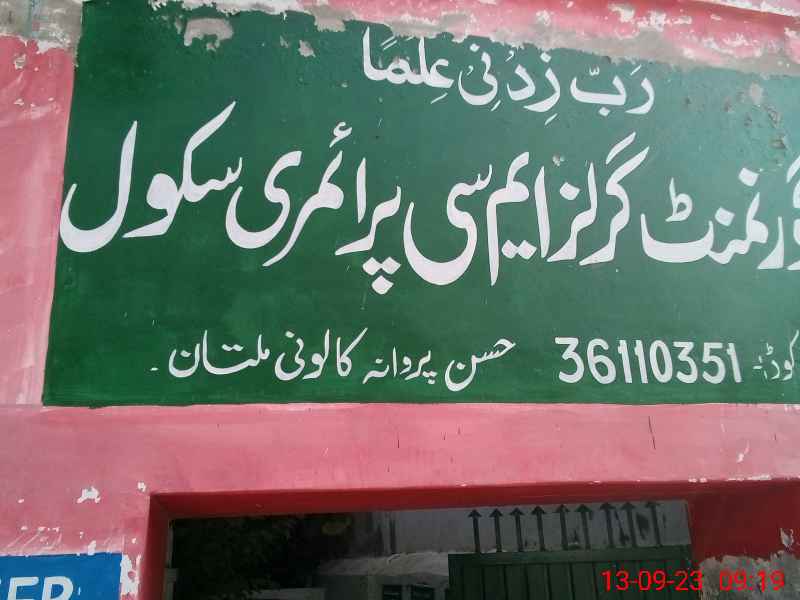 رَبِّ زِدْنِیْ عِلْمًا
گورنمنٹ گرلز ایم سی پرائمری سکول
کوڈ:- 36110351 حسن پروانہ کالونی ملتان۔
13-09-23 09:19